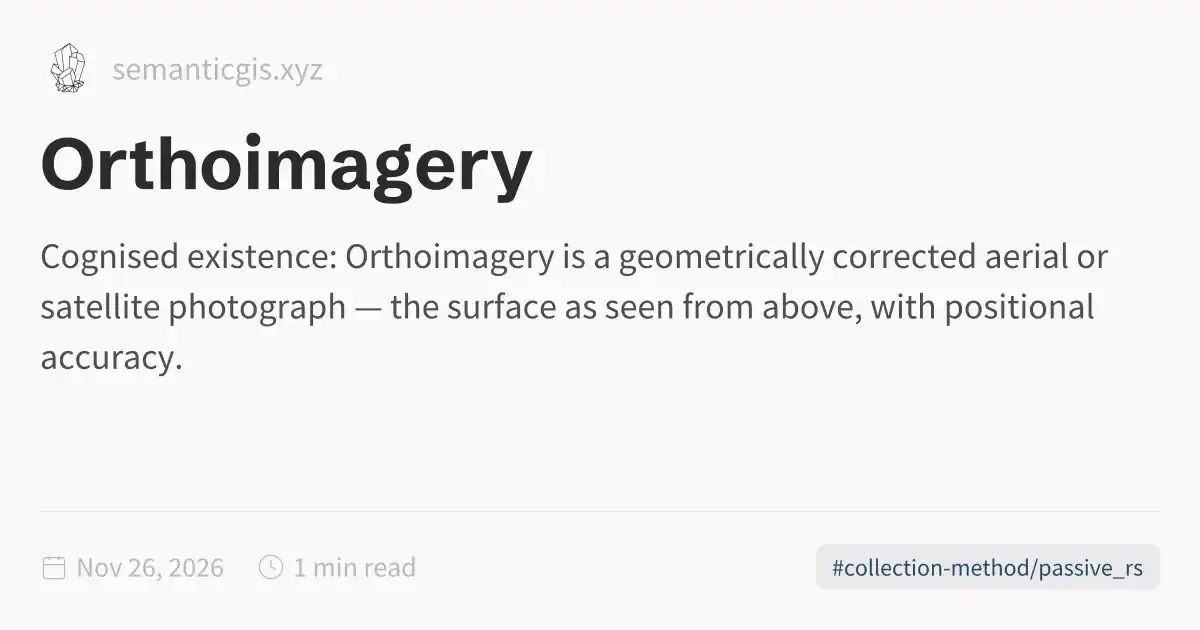 semanticgis.xyz
Orthoimagery
Cognised existence: Orthoimagery is a geometrically corrected aerial or
satellite photograph — the surface as seen from above, with positional
accuracy.
Nov 26, 2026
1 min read
#collection-method/passive_rs